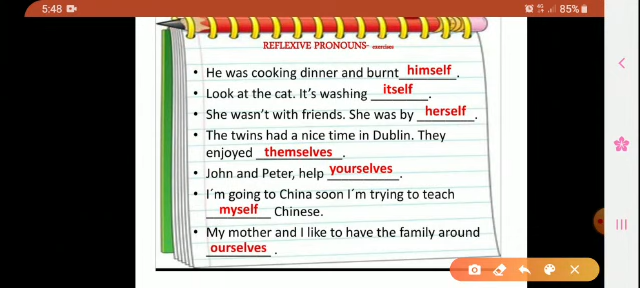 5:48
4G
85%
REFLEXIVE PRONOUNS- exercises
• He was cooking dinner and burnt himself.
• Look at the cat. It's washing itself.
• She wasn't with friends. She was by herself.
• The twins had a nice time in Dublin. They
enjoyed themselves.
• John and Peter, help yourselves.
• I´m going to China soon I´m trying to teach
myself Chinese.
• My mother and I like to have the family around
ourselves.